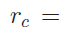 r_c =